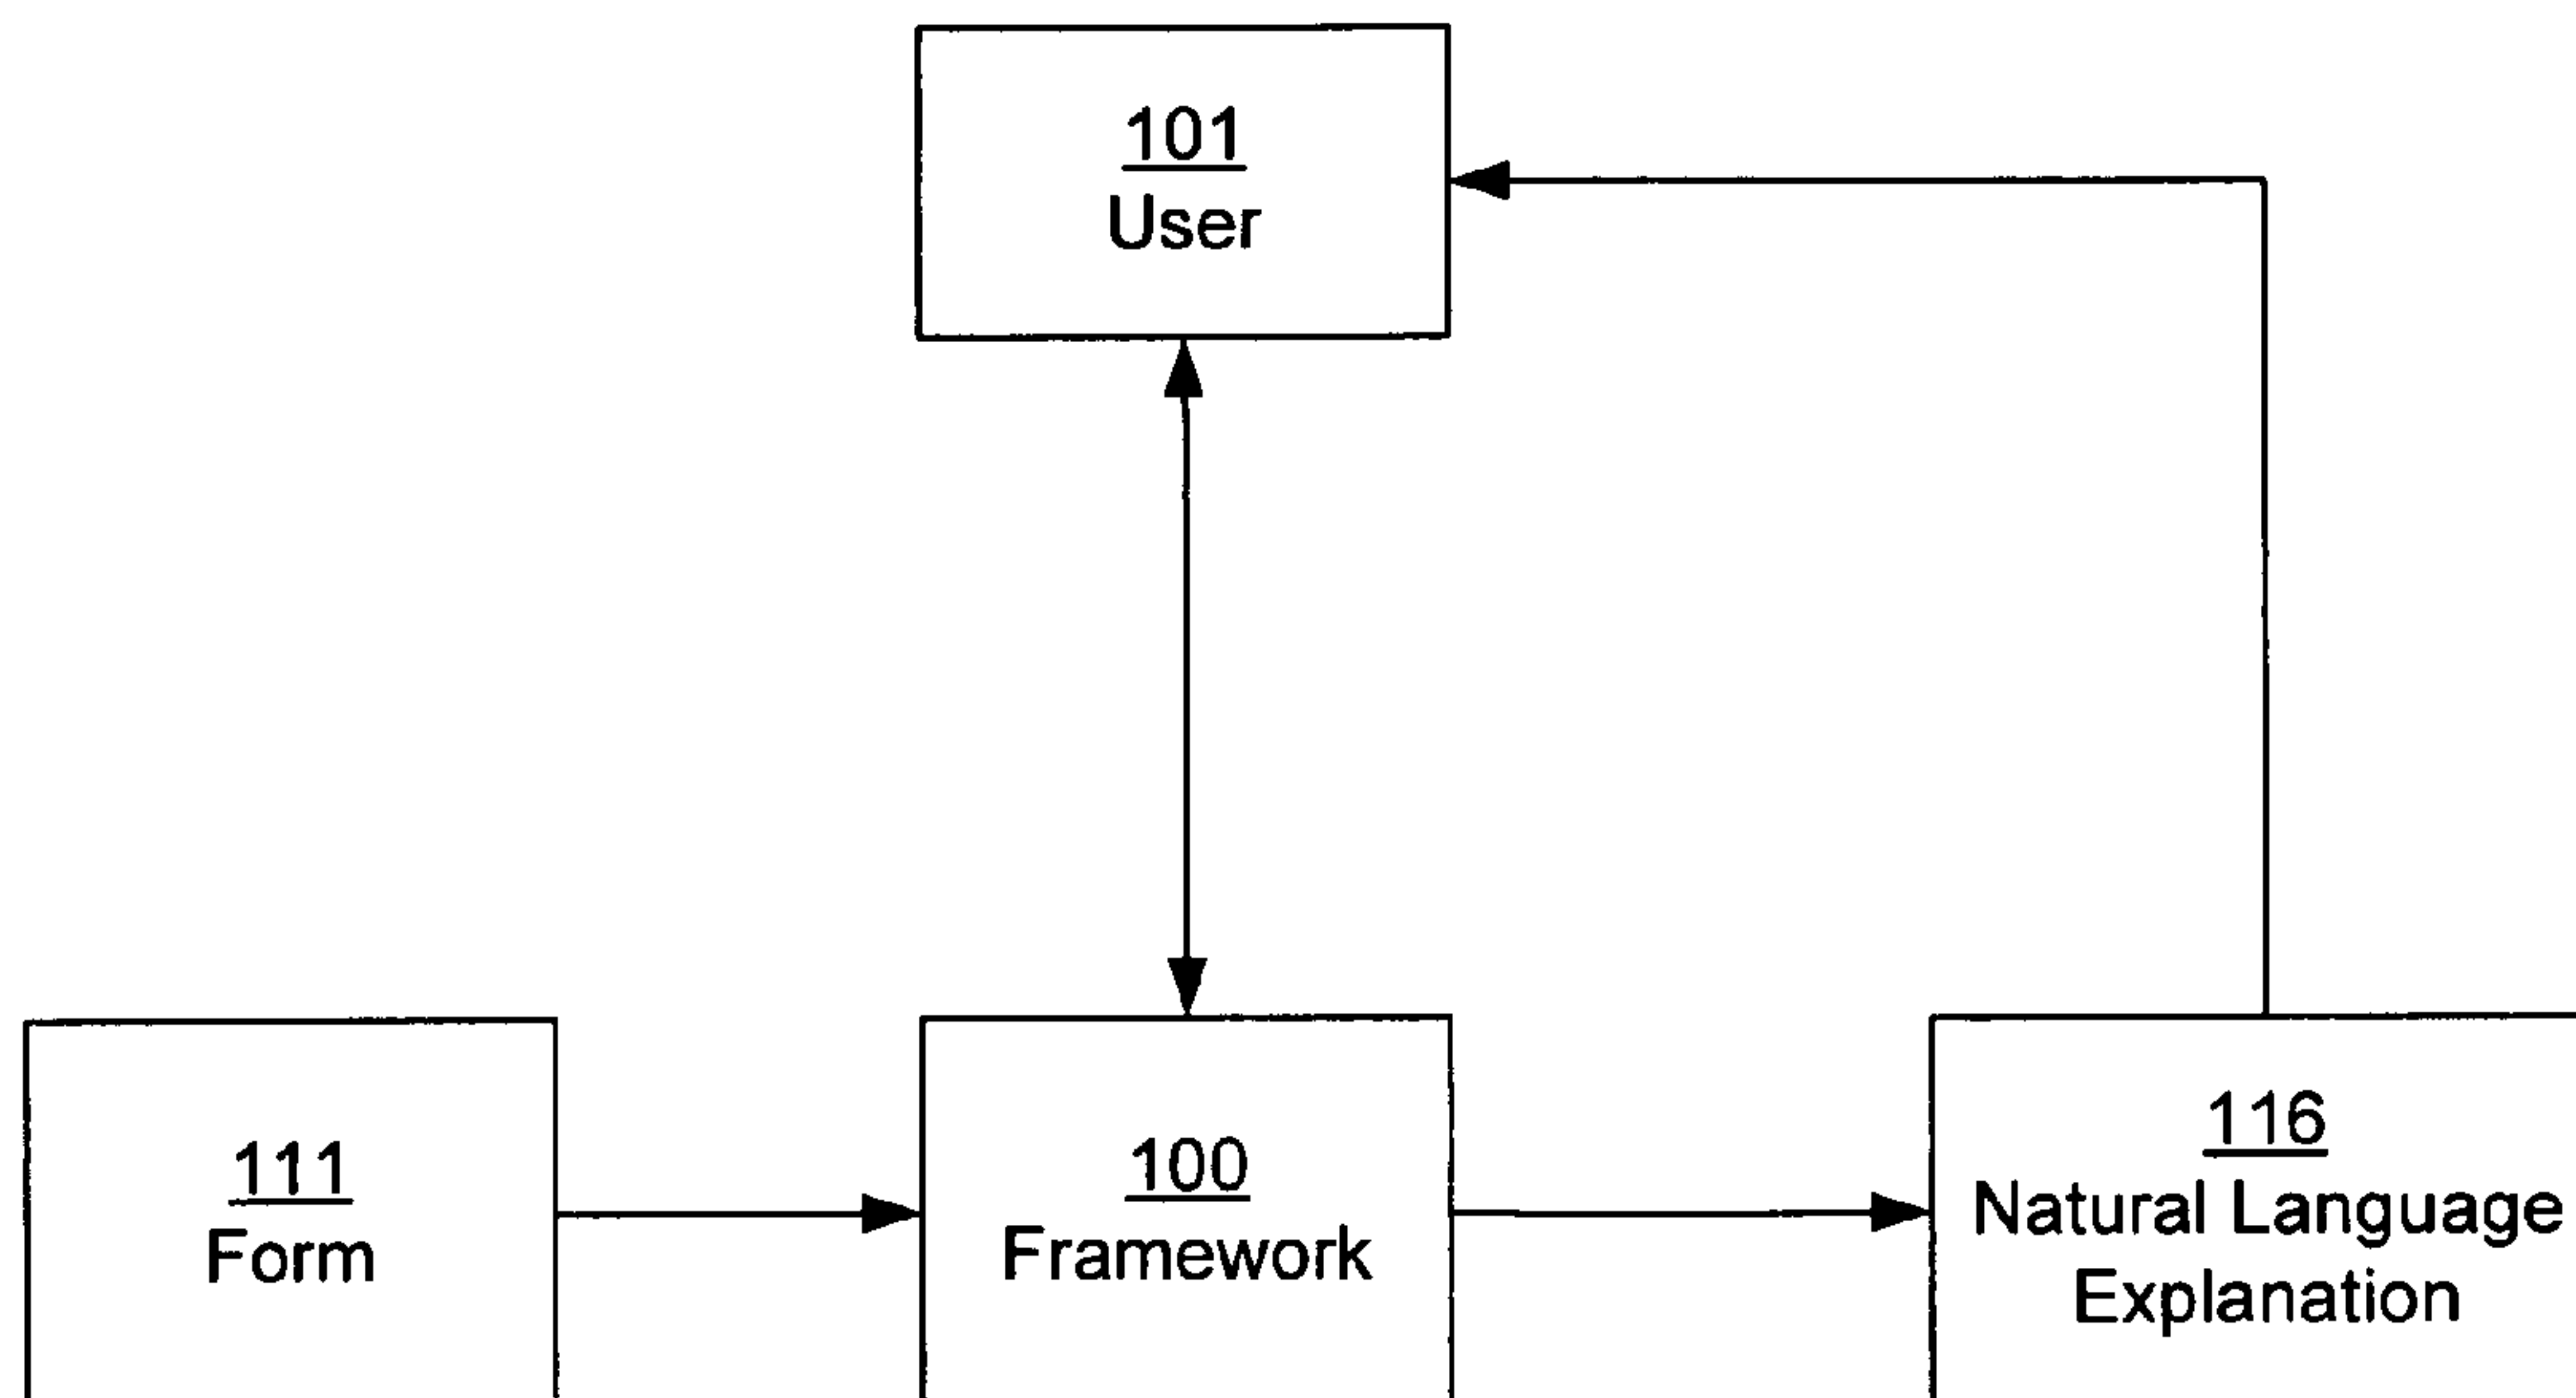 101
User
111
Form
100
Framework
116
Natural Language
Explanation